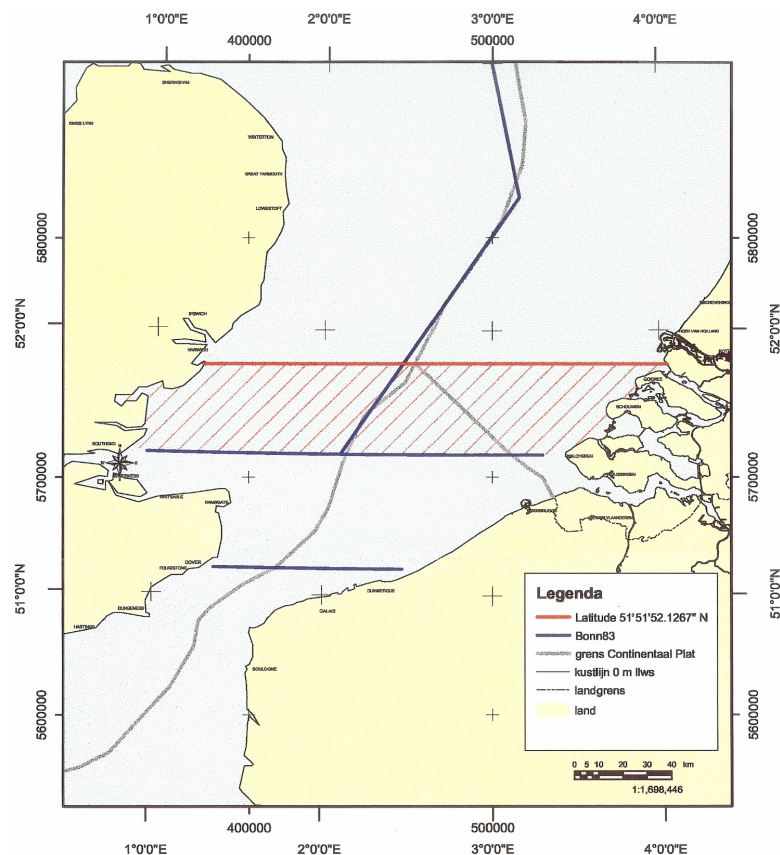 1°0'0"E 2°0'0"E 3°0'0"E 4°0'0"E
400000 500000
SHERINGHAM
KINGS LYNN
WINTERTON
GREAT YARMOUTH
LOWESTOFT
5800000 5800000
SCHEVENINGEN
IPSWICH
HOEK VAN HOLLAND
52°0'0"N 52°0'0"N
HARWICH
GOEREE
SCHOUWEN
SOUTHEND
WALCHEREN
SHEERNESS
VLISSINGEN
5700000 5700000
WHITSTABLE
RAMSGATE
ZEEBRUGGE
ZEEUWSVLAANDEREN
DOVER
FOLKESTONE
DUNKERQUE
51°0'0"N 51°0'0"N
DUNGENESS
CALAIS
HASTINGS
BOULOGNE
5600000 5600000
Legenda
Latitude 51°51'52.1267" N
Bonn83
grens Continentaal Plat
kustlijn 0 m llws
landgrens
land
0 5 10 20 30 40 km
1:1,698,446
400000 500000
1°0'0"E 2°0'0"E 3°0'0"E 4°0'0"E